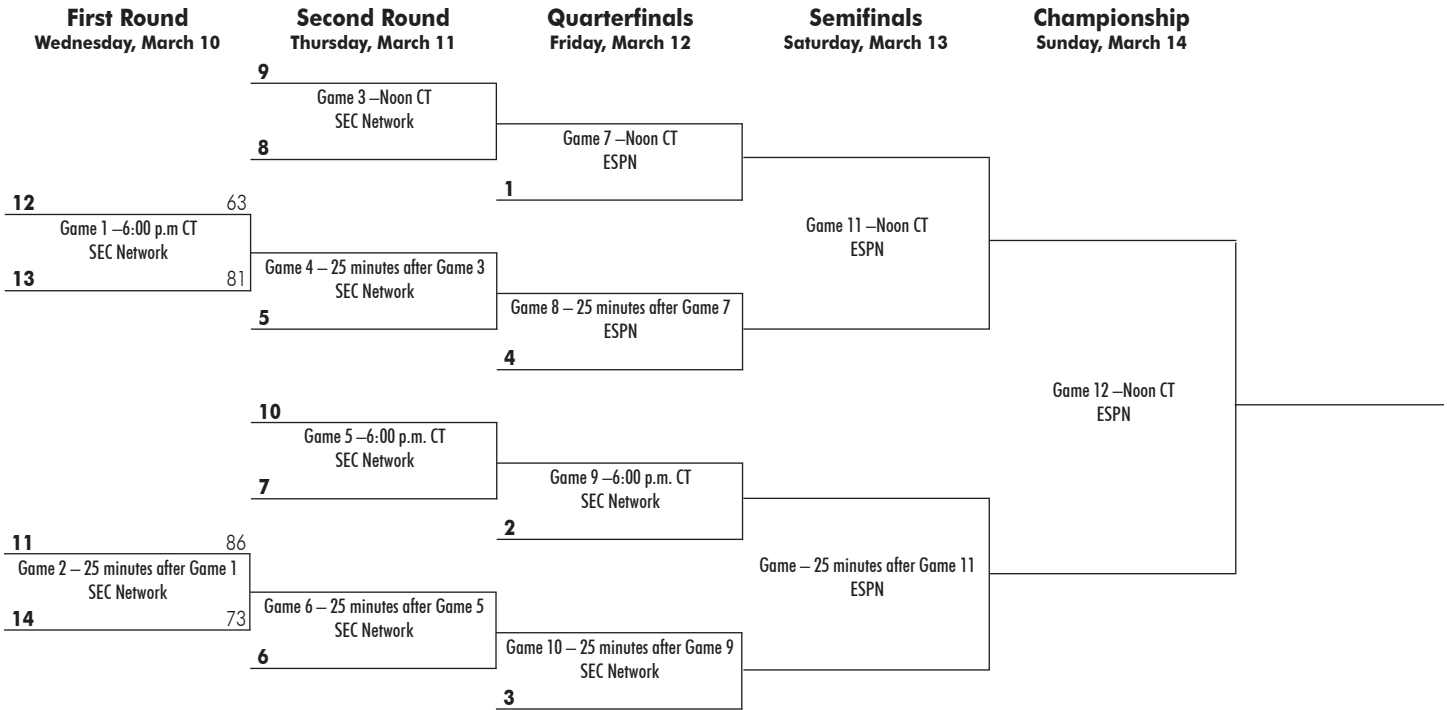 First Round
Wednesday, March 10
Second Round
Thursday, March 11
Quarterfinals
Friday, March 12
Semifinals
Saturday, March 13
Championship
Sunday, March 14
12 63
Game 1 –6:00 p.m CT
SEC Network
13 81
11 86
Game 2 – 25 minutes after Game 1
SEC Network
14 73
9
Game 3 –Noon CT
SEC Network
8
Game 4 – 25 minutes after Game 3
SEC Network
5
10
Game 5 –6:00 p.m. CT
SEC Network
7
Game 6 – 25 minutes after Game 5
SEC Network
6
Game 7 –Noon CT
ESPN
1
Game 8 – 25 minutes after Game 7
ESPN
4
Game 9 –6:00 p.m. CT
SEC Network
2
Game 10 – 25 minutes after Game 9
SEC Network
3
Game 11 –Noon CT
ESPN
Game – 25 minutes after Game 11
ESPN
Game 12 –Noon CT
ESPN